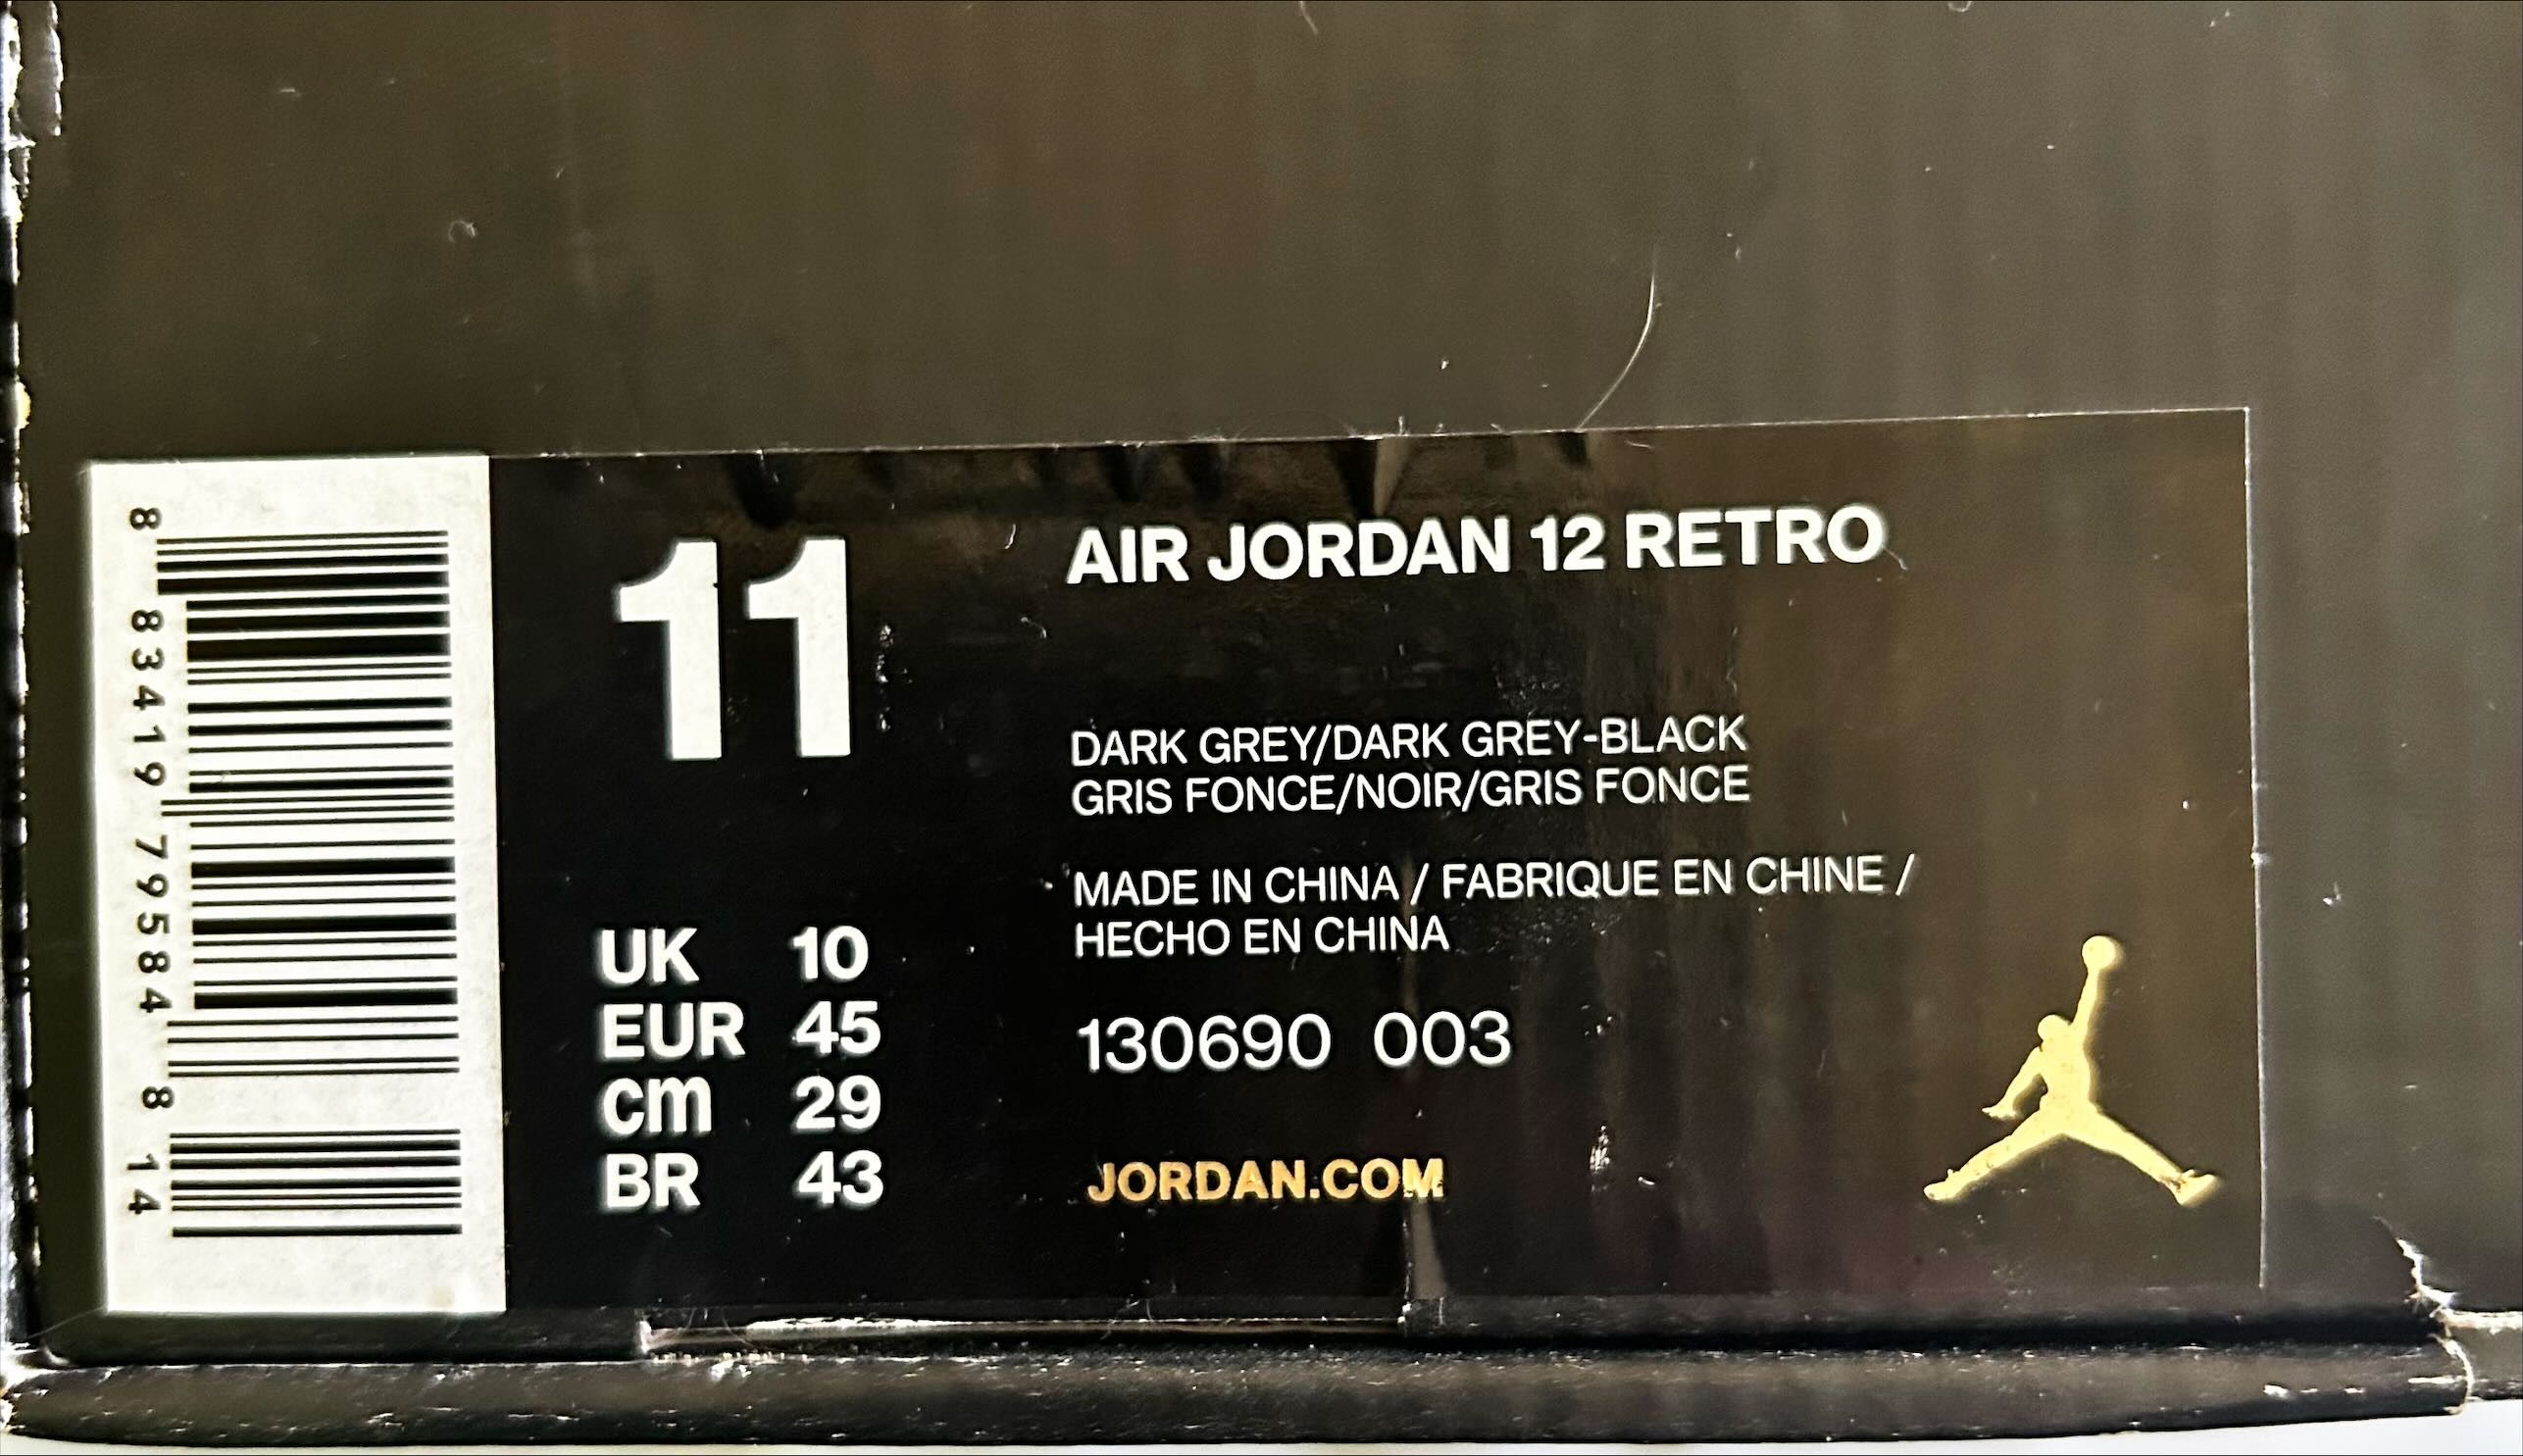 8 83419 79584 8 14
11
UK 10
EUR 45
cm 29
BR 43
AIR JORDAN 12 RETRO
DARK GREY/DARK GREY-BLACK
GRIS FONCE/NOIR/GRIS FONCE
MADE IN CHINA / FABRIQUE EN CHINE /
HECHO EN CHINA
130690 003
JORDAN.COM